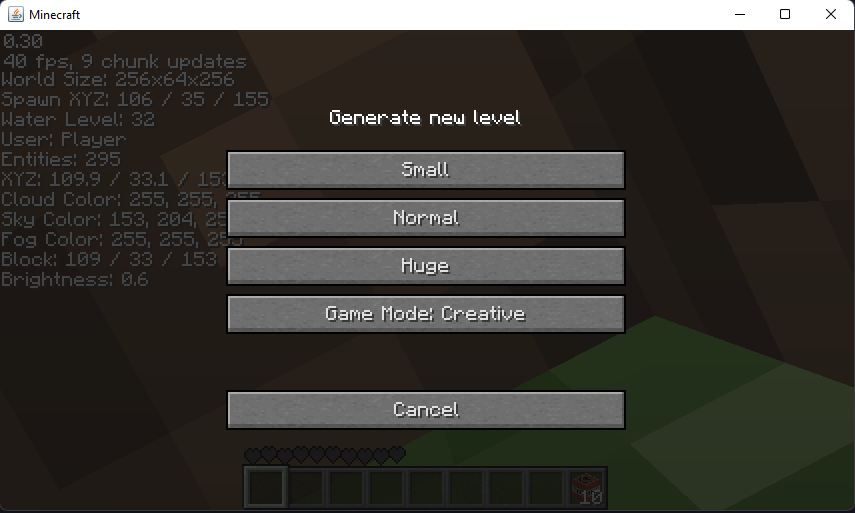 Minecraft
0.30
40 fps, 9 chunk updates
World Size: 256x64x256
Spawn XYZ: 106 / 35 / 155
Water Level: 32
User: Player
Entities: 295
XYZ: 109.9 / 33.1 /
Cloud Color: 255, 255, 255
Sky Color: 153, 204,
Fog Color: 255, 255, 255
Block: 109 / 33 / 153
Brightness: 0.6
Generate new level
Small
Normal
Huge
Game Mode: Creative
Cancel
10